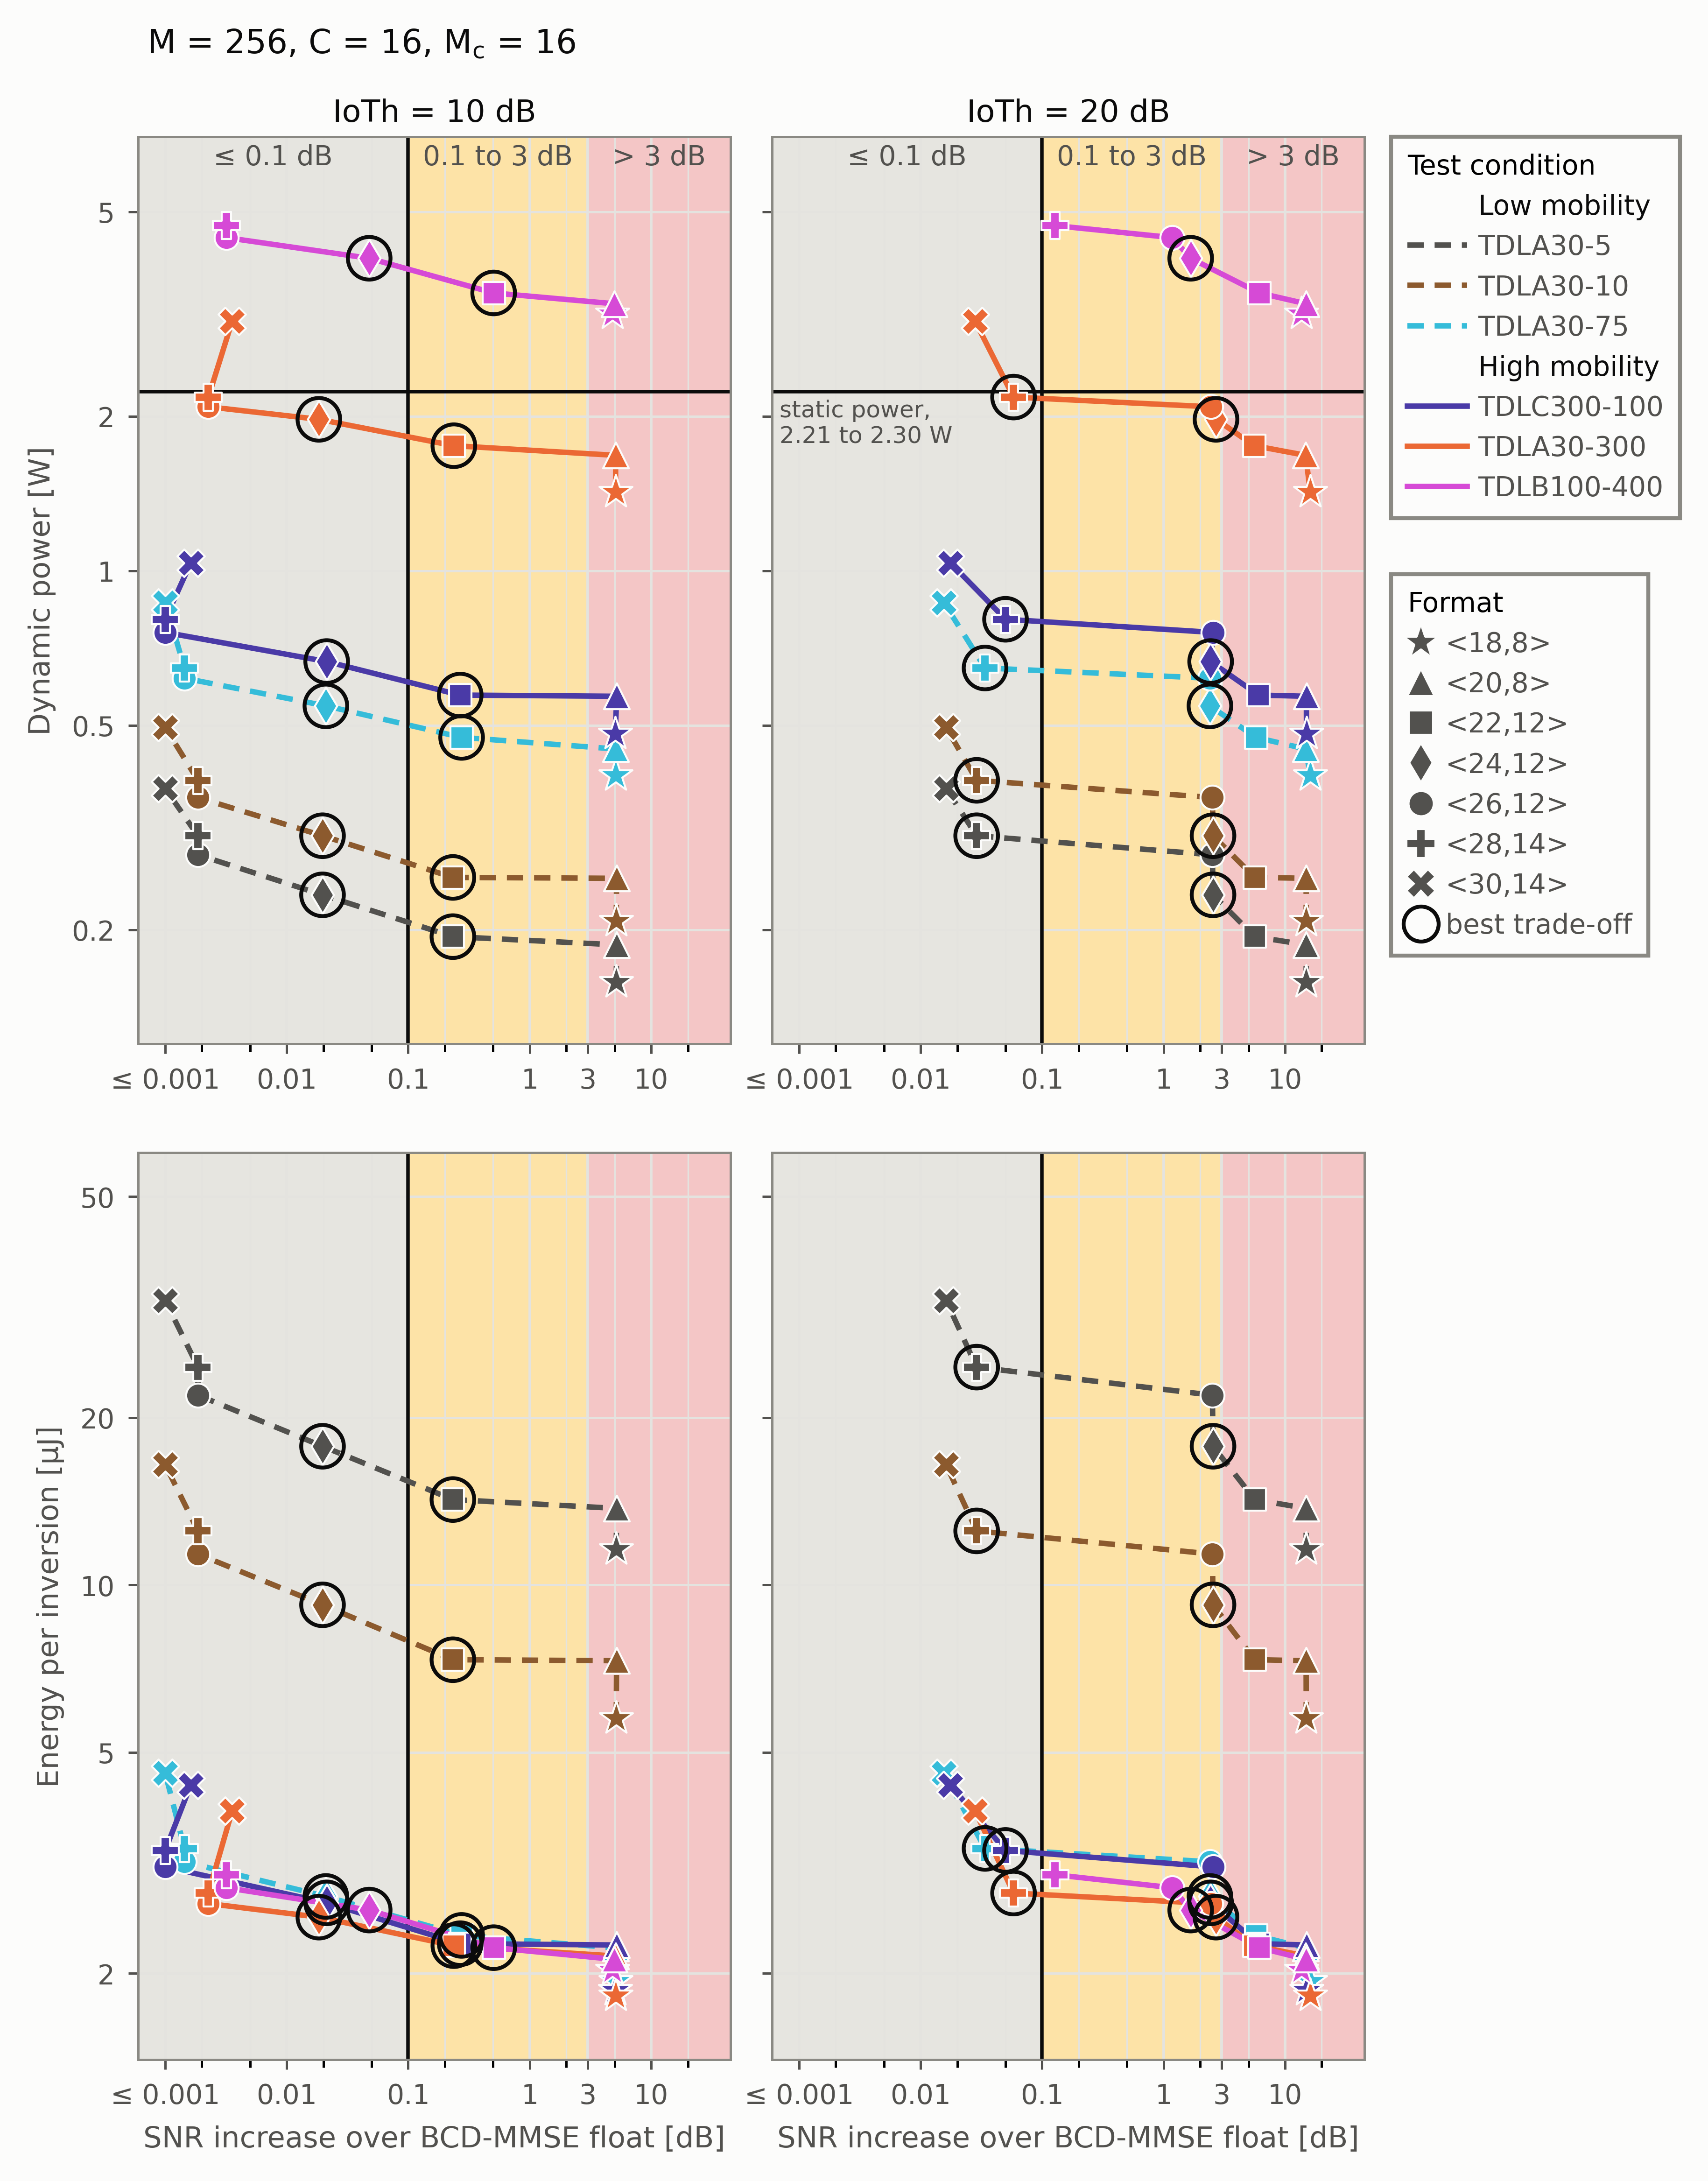 M = 256, C = 16, Mc = 16
IoTh = 10 dB
IoTh = 20 dB
≤ 0.1 dB
0.1 to 3 dB
> 3 dB
≤ 0.1 dB
0.1 to 3 dB
> 3 dB
Dynamic power [W]
5
2
1
0.5
0.2
static power,
2.21 to 2.30 W
≤ 0.001
0.01
0.1
1
3
10
≤ 0.001
0.01
0.1
1
3
10
Test condition
Low mobility
TDLA30-5
TDLA30-10
TDLA30-75
High mobility
TDLC300-100
TDLA30-300
TDLB100-400
Format
<18,8>
<20,8>
<22,12>
<24,12>
<26,12>
<28,14>
<30,14>
best trade-off
Energy per inversion [µJ]
50
20
10
5
2
≤ 0.001
0.01
0.1
1
3
10
≤ 0.001
0.01
0.1
1
3
10
SNR increase over BCD-MMSE float [dB]
SNR increase over BCD-MMSE float [dB]